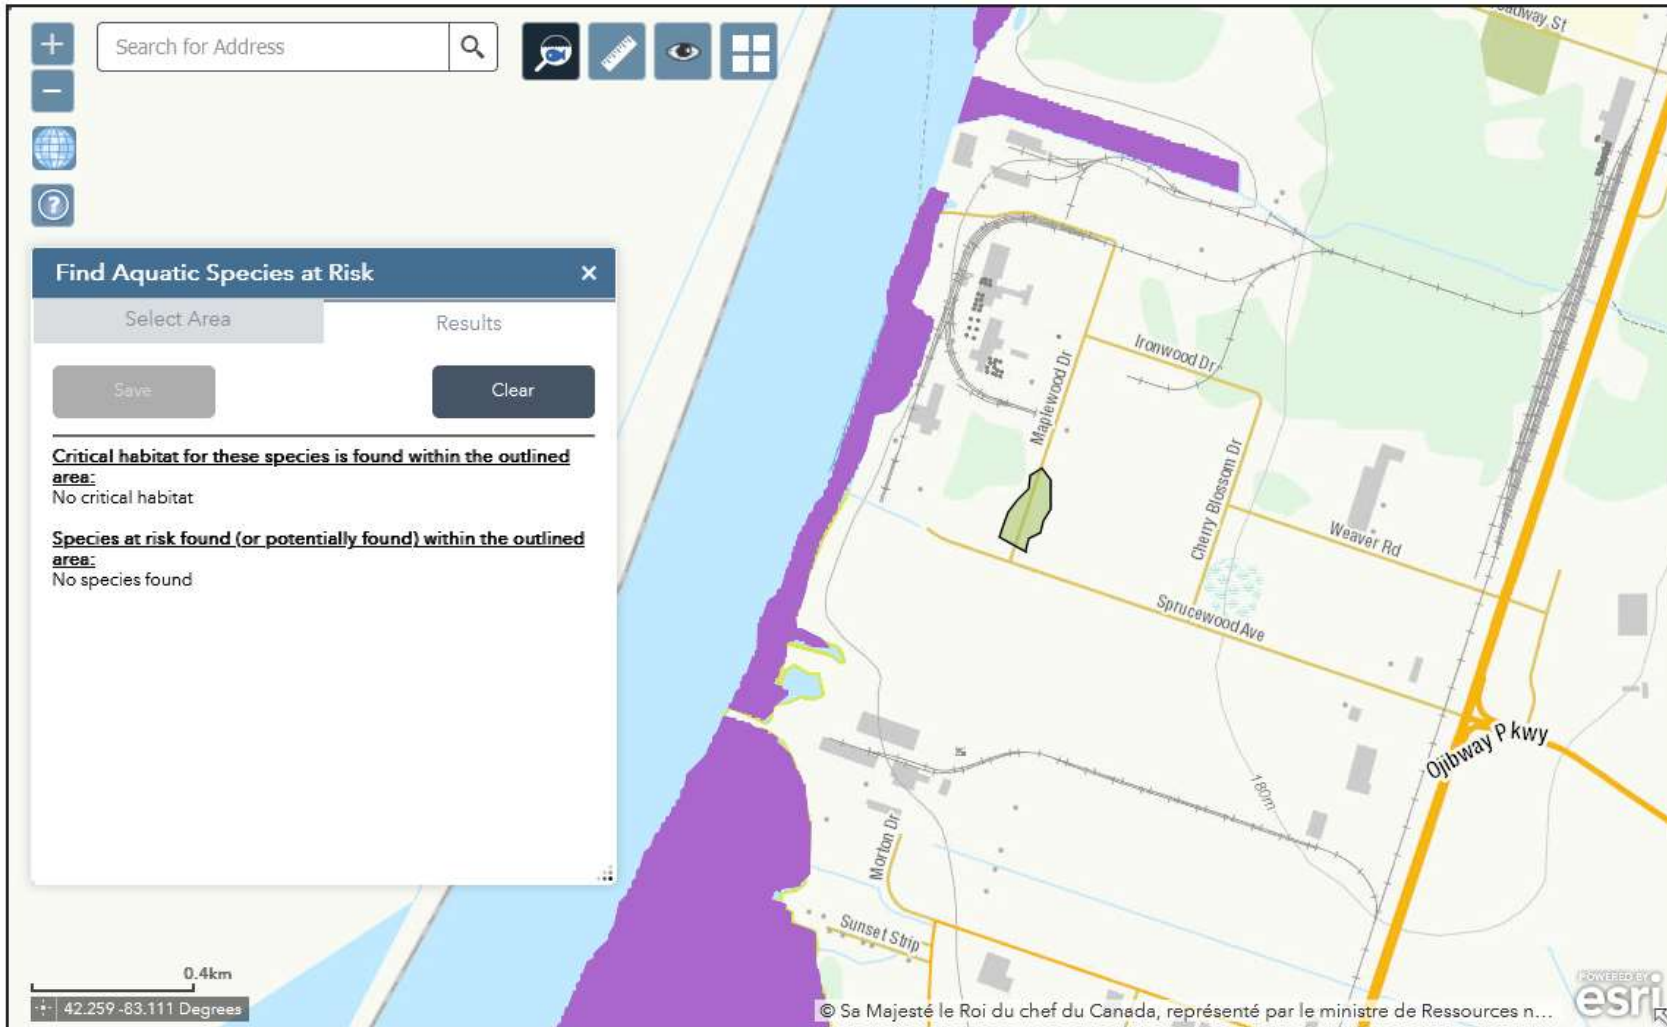 +
Search for Address
−
?
Find Aquatic Species at Risk ×
Select Area
Results
Save
Clear
Critical habitat for these species is found within the outlined
area:
No critical habitat
Species at risk found (or potentially found) within the outlined
area:
No species found
0.4km
42.259 -83.111 Degrees
Ironwood Dr
Maplewood Dr
Cherry Blossom Dr
Weaver Rd
Sprucewood Ave
Ojibway Pkwy
180m
Morton Dr
Sunset Strip
© Sa Majesté le Roi du chef du Canada, représenté par le ministre de Ressources n...
POWERED BY
esri